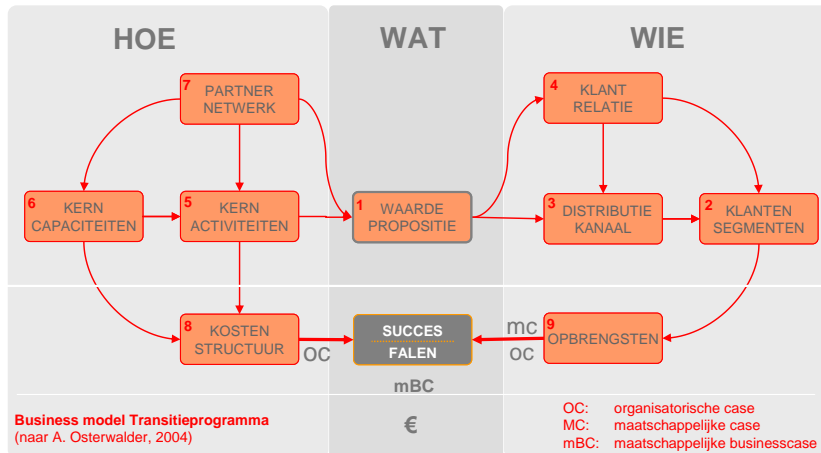 HOE
WAT
WIE
7
PARTNER
NETWERK
4
KLANT
RELATIE
6
KERN
CAPACITEITEN
5
KERN
ACTIVITEITEN
1
WAARDE
PROPOSITIE
3
DISTRIBUTIE
KANAAL
2
KLANTEN
SEGMENTEN
8
KOSTEN
STRUCTUUR
OC
SUCCES
FALEN
mc
oc
9
OPBRENGSTEN
mBC
€
Business model Transitieprogramma
(naar A. Osterwalder, 2004)
OC: organisatorische case
MC: maatschappelijke case
mBC: maatschappelijke businesscase